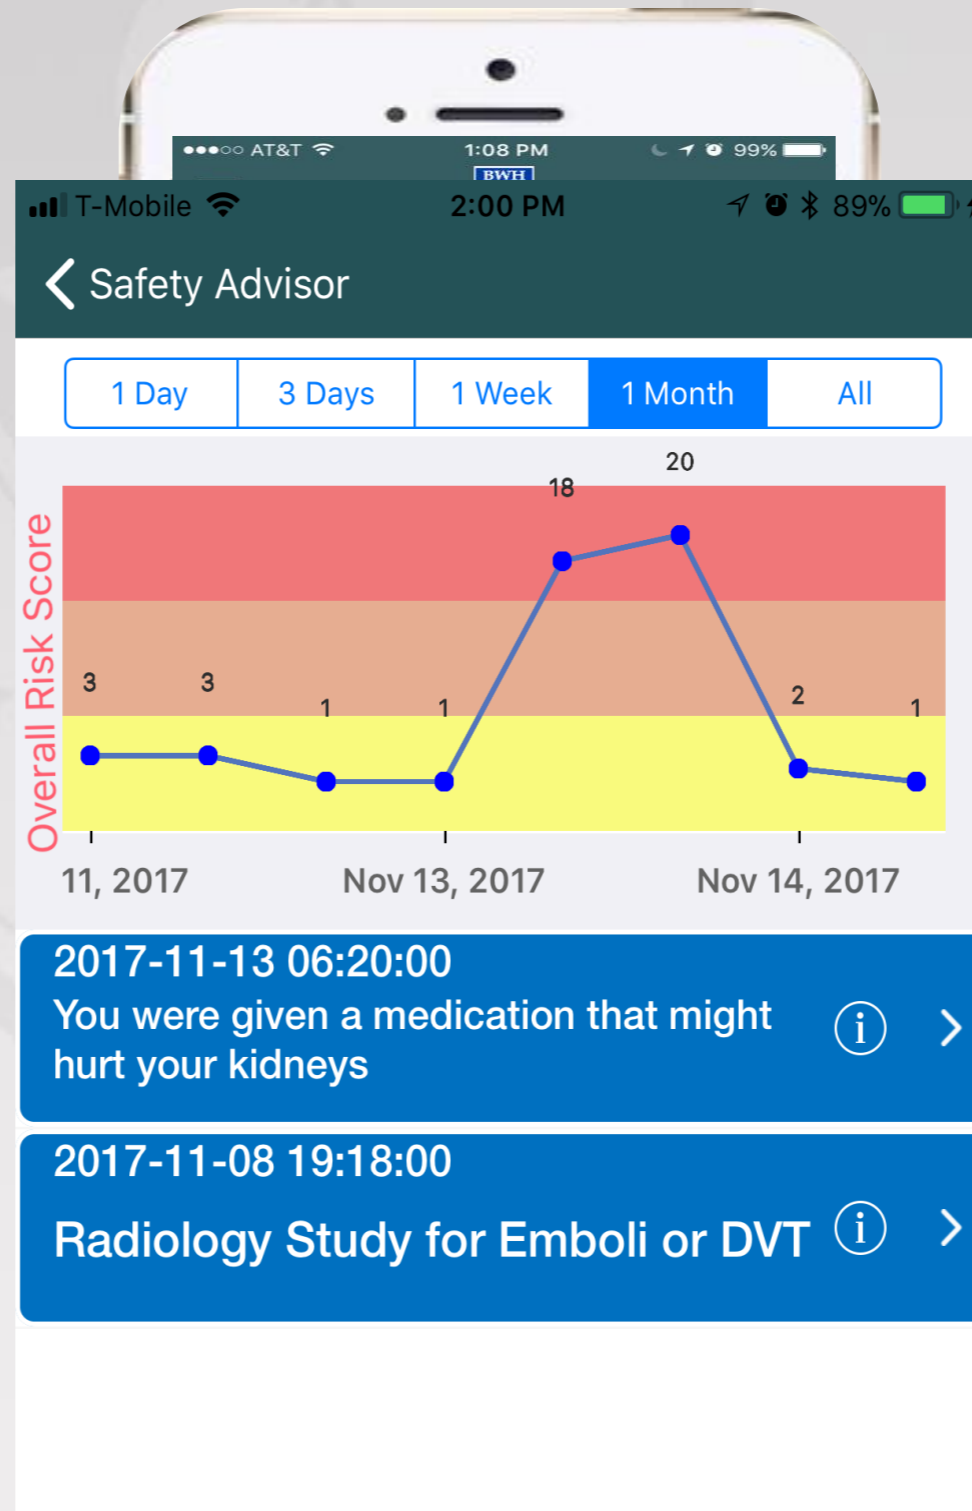 AT&T 1:08 PM 99%
BWH
T-Mobile 2:00 PM 89%
Safety Advisor
1 Day 3 Days 1 Week 1 Month All
Overall Risk Score
3 3 1 1 18 20 2 1
11, 2017 Nov 13, 2017 Nov 14, 2017
2017-11-13 06:20:00
You were given a medication that might
hurt your kidneys
2017-11-08 19:18:00
Radiology Study for Emboli or DVT